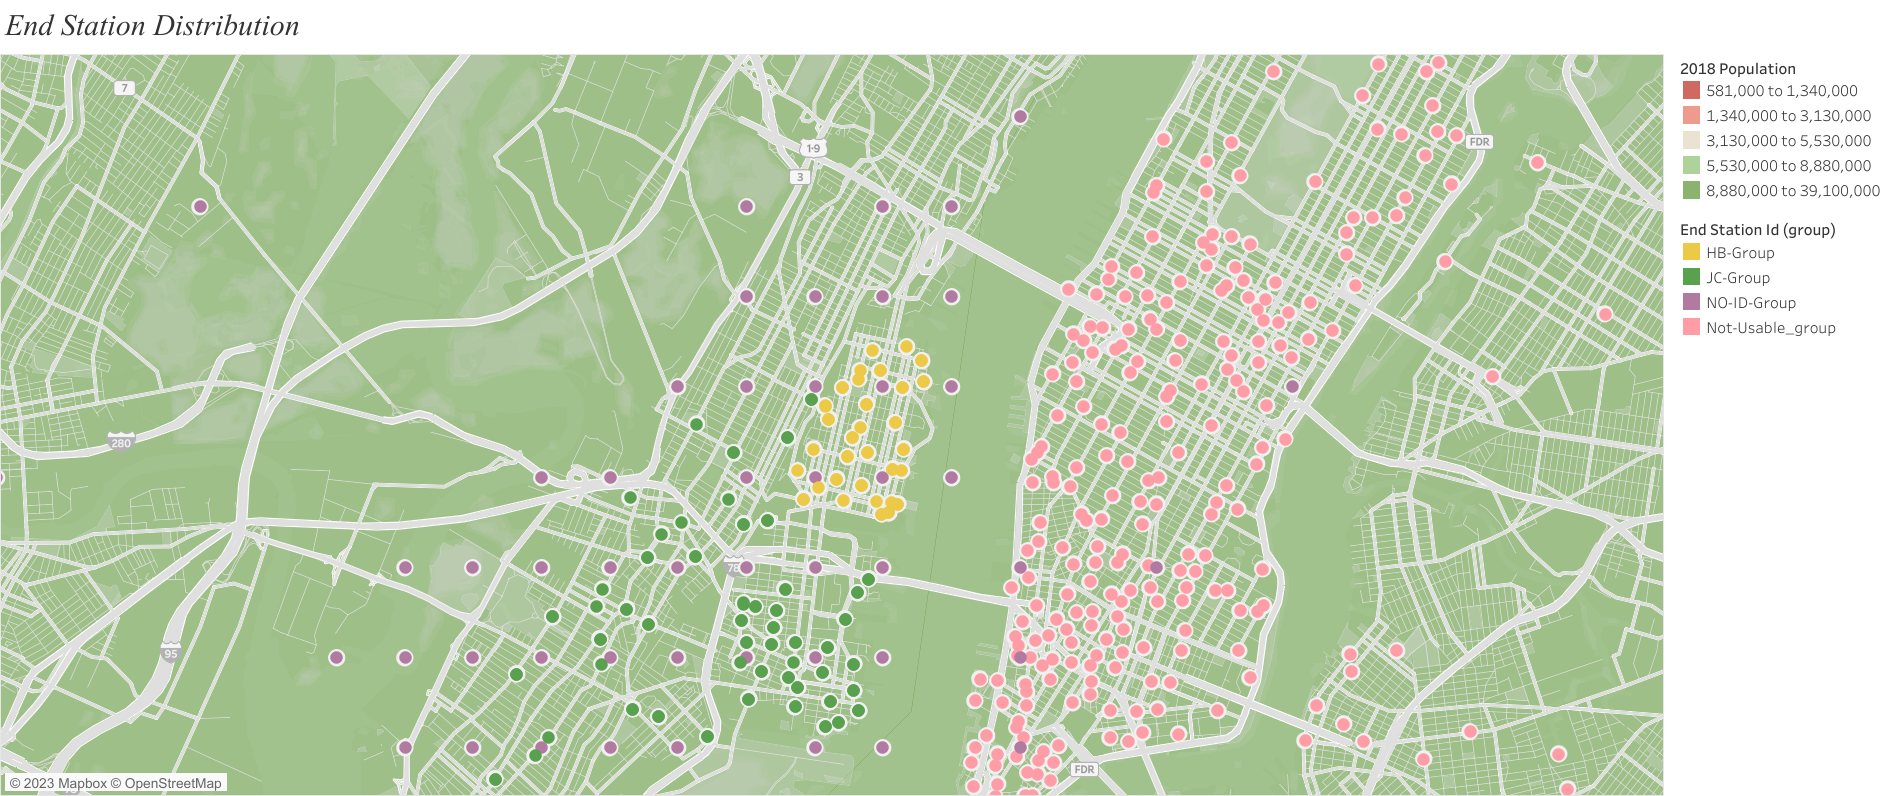 End Station Distribution
7
1·9
3
FDR
280
78
95
FDR
© 2023 Mapbox © OpenStreetMap
2018 Population
581,000 to 1,340,000
1,340,000 to 3,130,000
3,130,000 to 5,530,000
5,530,000 to 8,880,000
8,880,000 to 39,100,000
End Station Id (group)
HB-Group
JC-Group
NO-ID-Group
Not-Usable_group